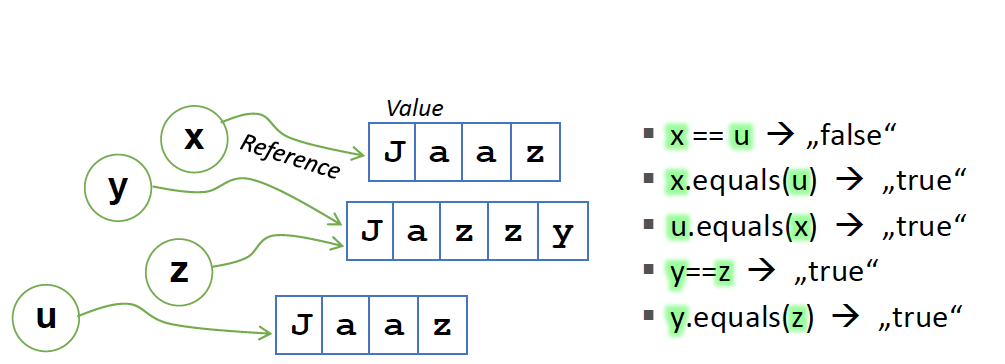 Value
x
Reference
J a a z
y
J a z z y
z
u
J a a z
▪ x == u → „false“
▪ x.equals(u) → „true“
▪ u.equals(x) → „true“
▪ y==z → „true“
▪ y.equals(z) → „true“